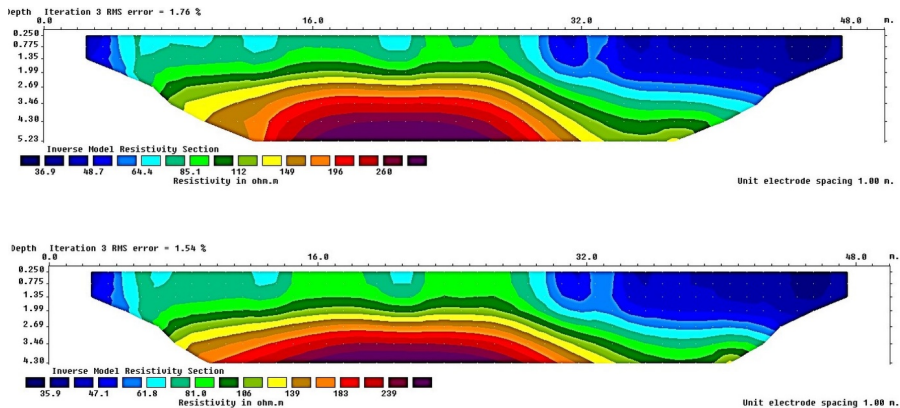 Depth Iteration 3 RMS error = 1.76 %
0.0 16.0 32.0 48.0 m.
0.250
0.775
1.35
1.99
2.69
3.46
4.30
5.23
Inverse Model Resistivity Section
36.9 48.7 64.4 85.1 112 149 196 260
Resistivity in ohm.m
Unit electrode spacing 1.00 m.
Depth Iteration 3 RMS error = 1.54 %
0.0 16.0 32.0 48.0 m.
0.250
0.775
1.35
1.99
2.69
3.46
4.30
Inverse Model Resistivity Section
35.9 47.1 61.8 81.0 106 139 183 239
Resistivity in ohm.m
Unit electrode spacing 1.00 m.